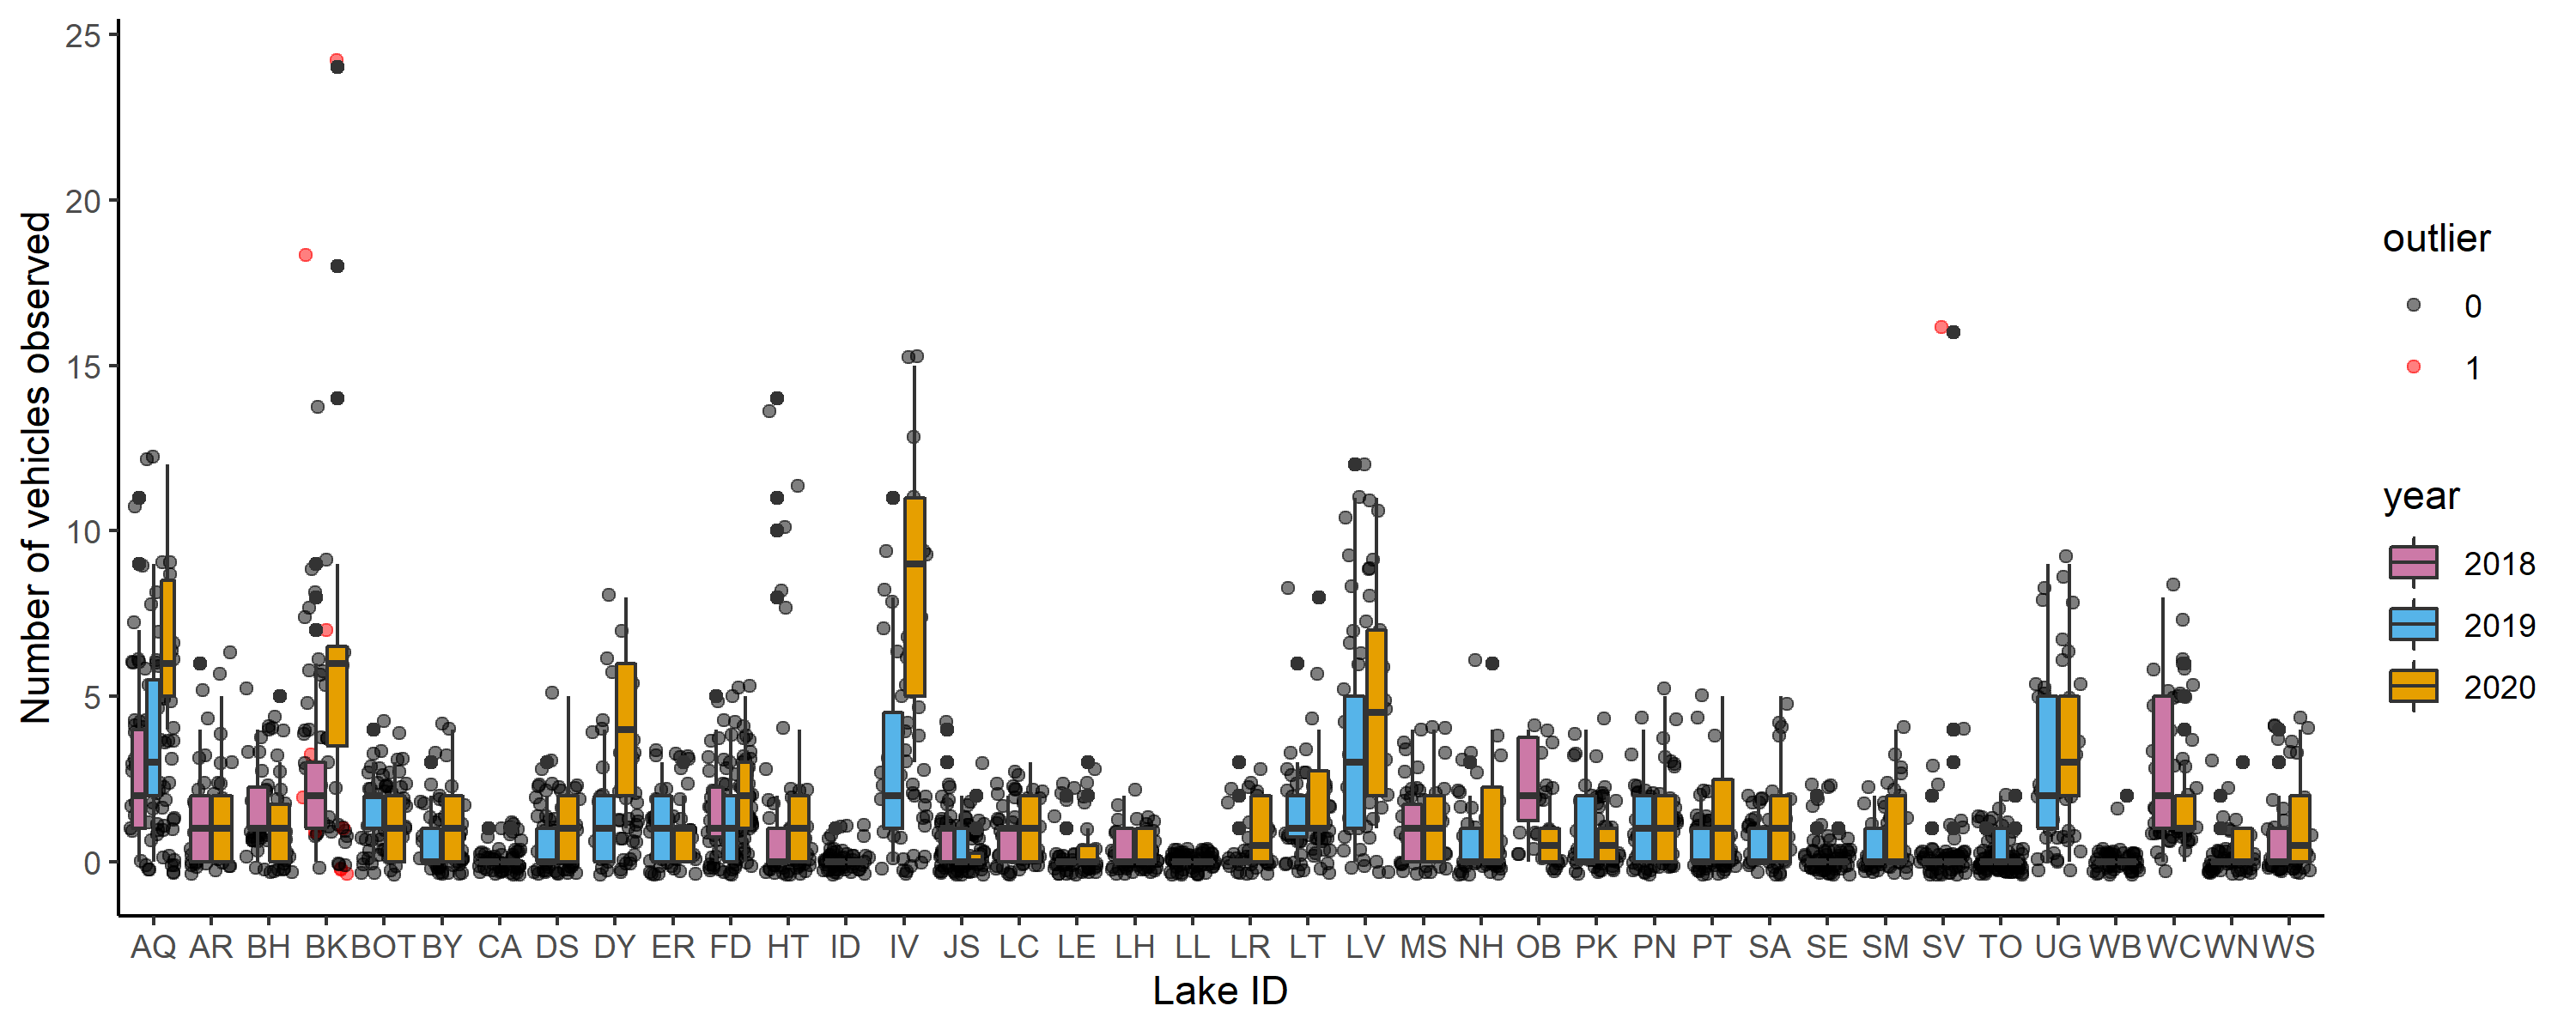 25
20
15
10
5
0
Number of vehicles observed
AQ AR BH BK BOT BY CA DS DY ER FD HT ID IV JS LC LE LH LL LR LT LV MS NH OB PK PN PT SA SE SM SV TO UG WB WC WN WS
Lake ID
outlier
0
1
year
2018
2019
2020